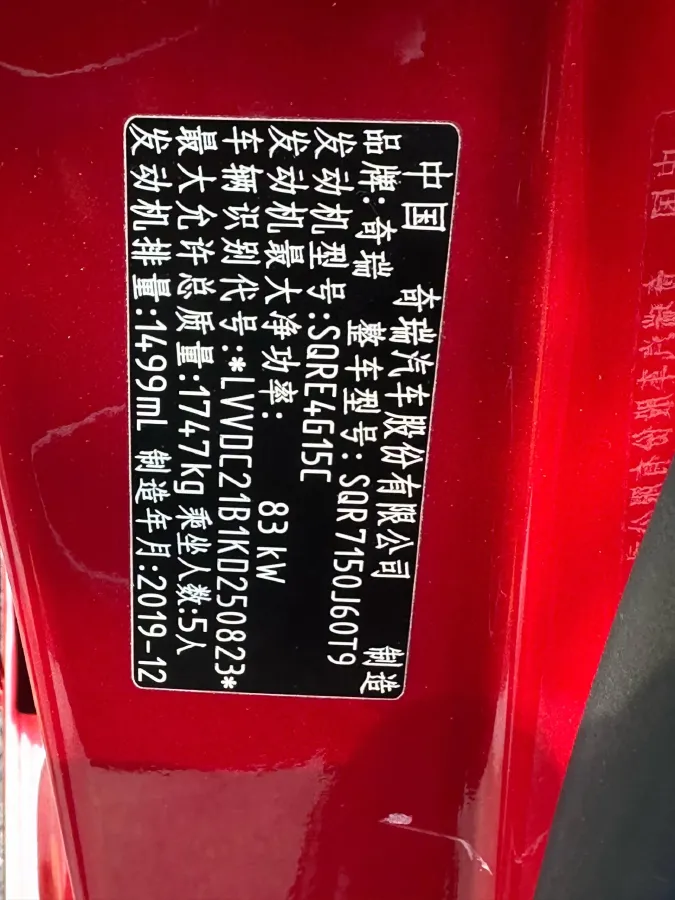 中国 奇瑞汽车股份有限公司 制造
品牌:奇瑞 整车型号:SQR7150J60T9
发动机型号:SQRE4G15C
发动机最大净功率: 83kW
车辆识别代号:*LVVDC21B1KD250823*
最大允许总质量:1747kg 乘坐人数:5人
发动机排量:1499mL 制造年月:2019-12